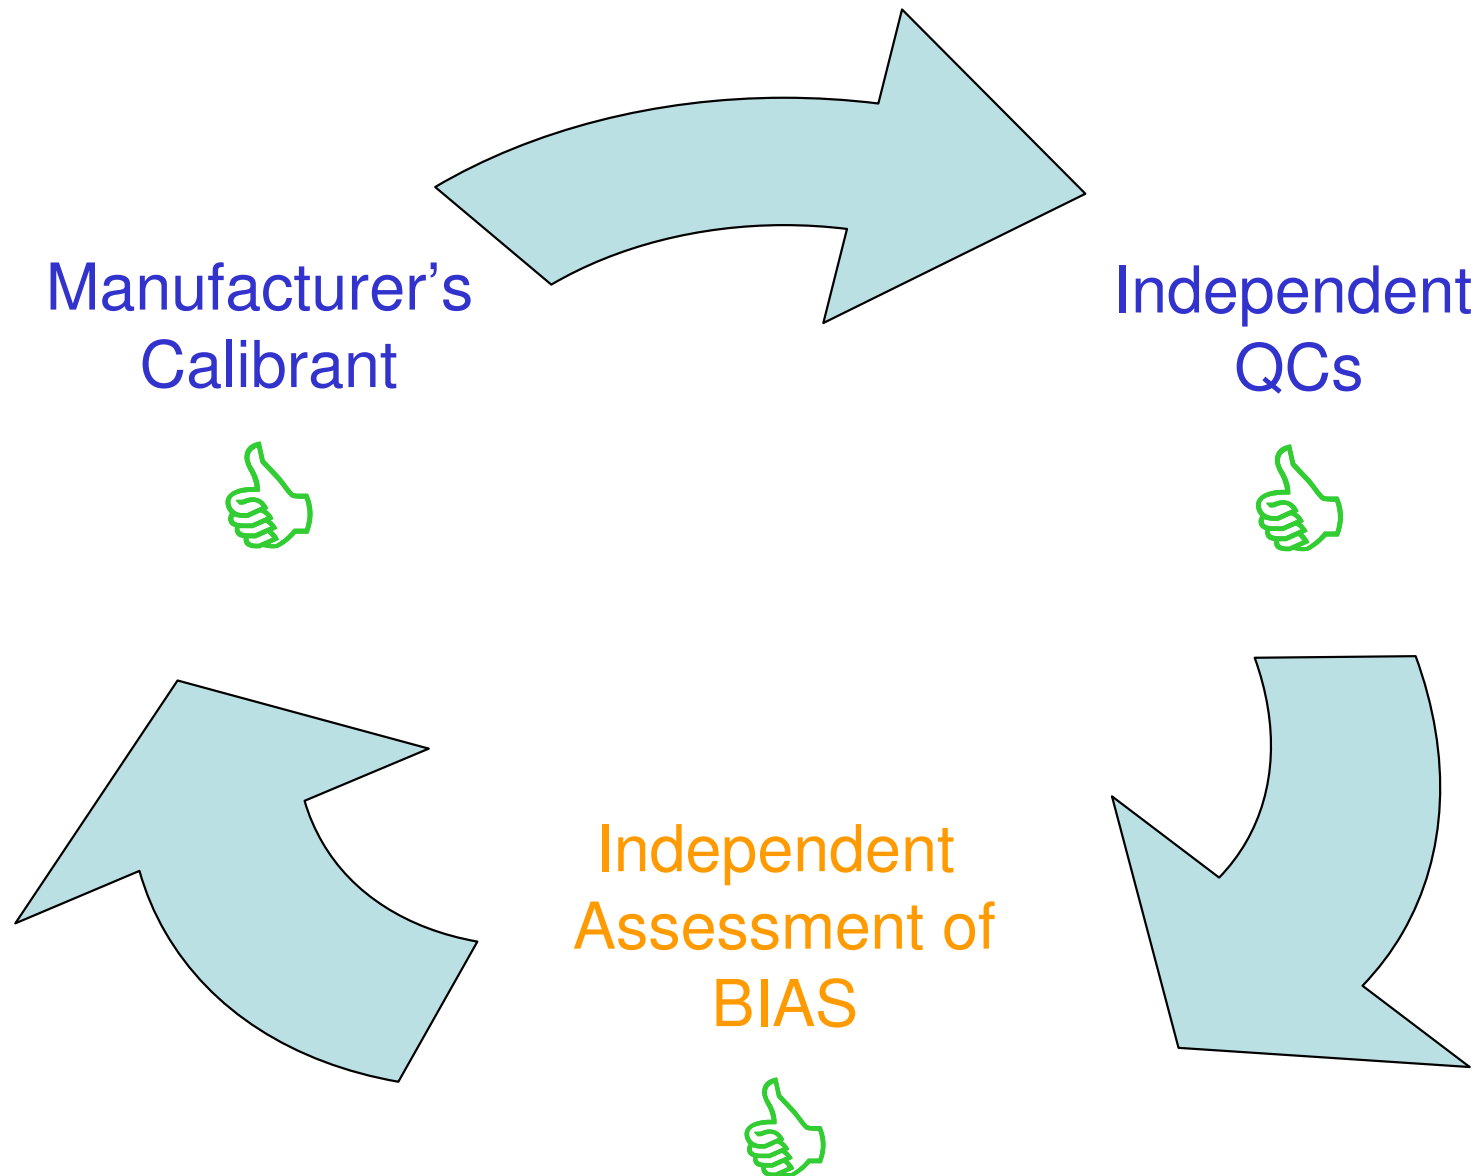 Manufacturer’s
Calibrant
Independent
QCs
Independent
Assessment of
BIAS